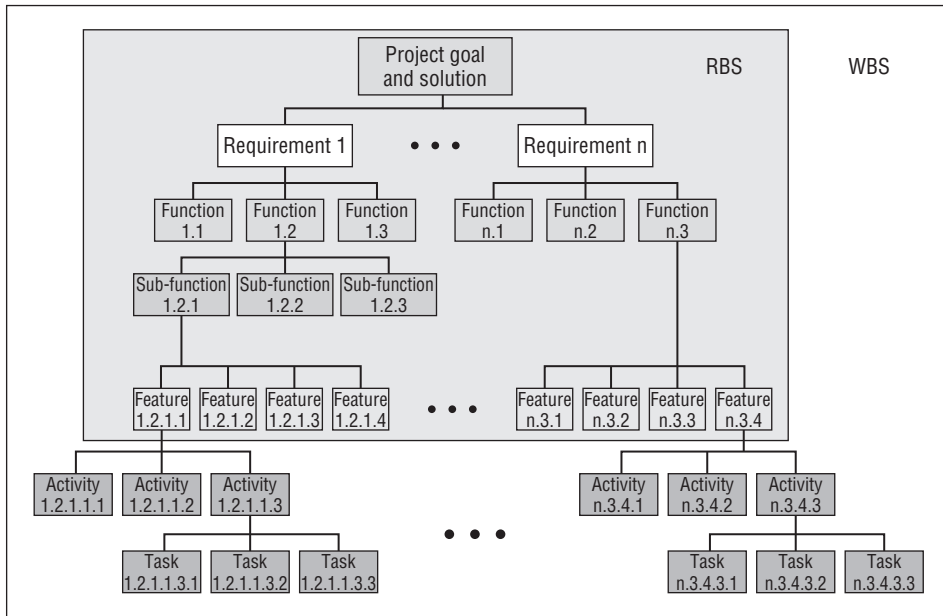 Project goal
and solution
RBS
WBS
Requirement 1
• • •
Requirement n
Function
1.1
Function
1.2
Function
1.3
Function
n.1
Function
n.2
Function
n.3
Sub-function
1.2.1
Sub-function
1.2.2
Sub-function
1.2.3
Feature
1.2.1.1
Feature
1.2.1.2
Feature
1.2.1.3
Feature
1.2.1.4
• • •
Feature
n.3.1
Feature
n.3.2
Feature
n.3.3
Feature
n.3.4
Activity
1.2.1.1.1
Activity
1.2.1.1.2
Activity
1.2.1.1.3
• • •
Activity
n.3.4.1
Activity
n.3.4.2
Activity
n.3.4.3
Task
1.2.1.1.3.1
Task
1.2.1.1.3.2
Task
1.2.1.1.3.3
Task
n.3.4.3.1
Task
n.3.4.3.2
Task
n.3.4.3.3